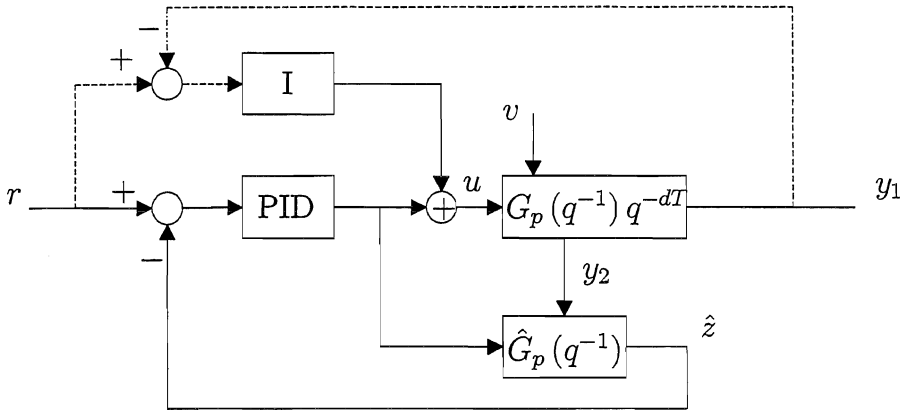 −
+
I
v
r
+
PID
+
u
G_p (q^{-1}) q^{-dT}
y_1
−
y_2
Ĝ_p (q^{-1})
ẑ